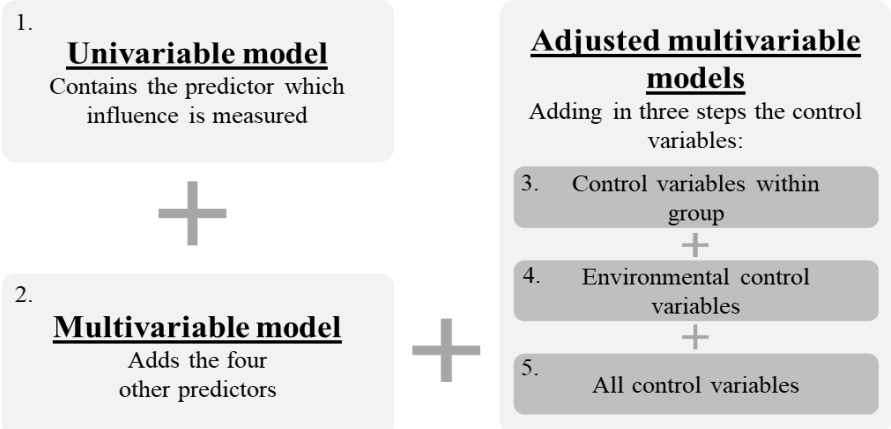 1.
Univariable model
Contains the predictor which
influence is measured
2.
Multivariable model
Adds the four
other predictors
Adjusted multivariable
models
Adding in three steps the control
variables:
3. Control variables within
group
4. Environmental control
variables
5.
All control variables